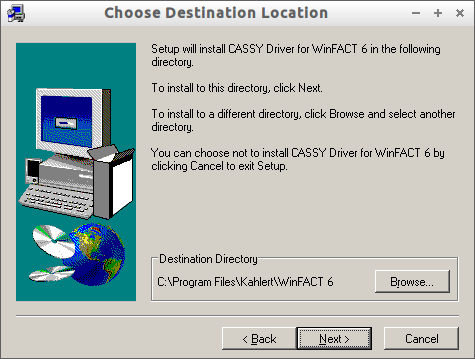 Choose Destination Location
Setup will install CASSY Driver for WinFACT 6 in the following
directory.
To install to this directory, click Next.
To install to a different directory, click Browse and select another
directory.
You can choose not to install CASSY Driver for WinFACT 6 by
clicking Cancel to exit Setup.
Destination Directory
C:\Program Files\Kahlert\WinFACT 6
Browse...
< Back
Next >
Cancel